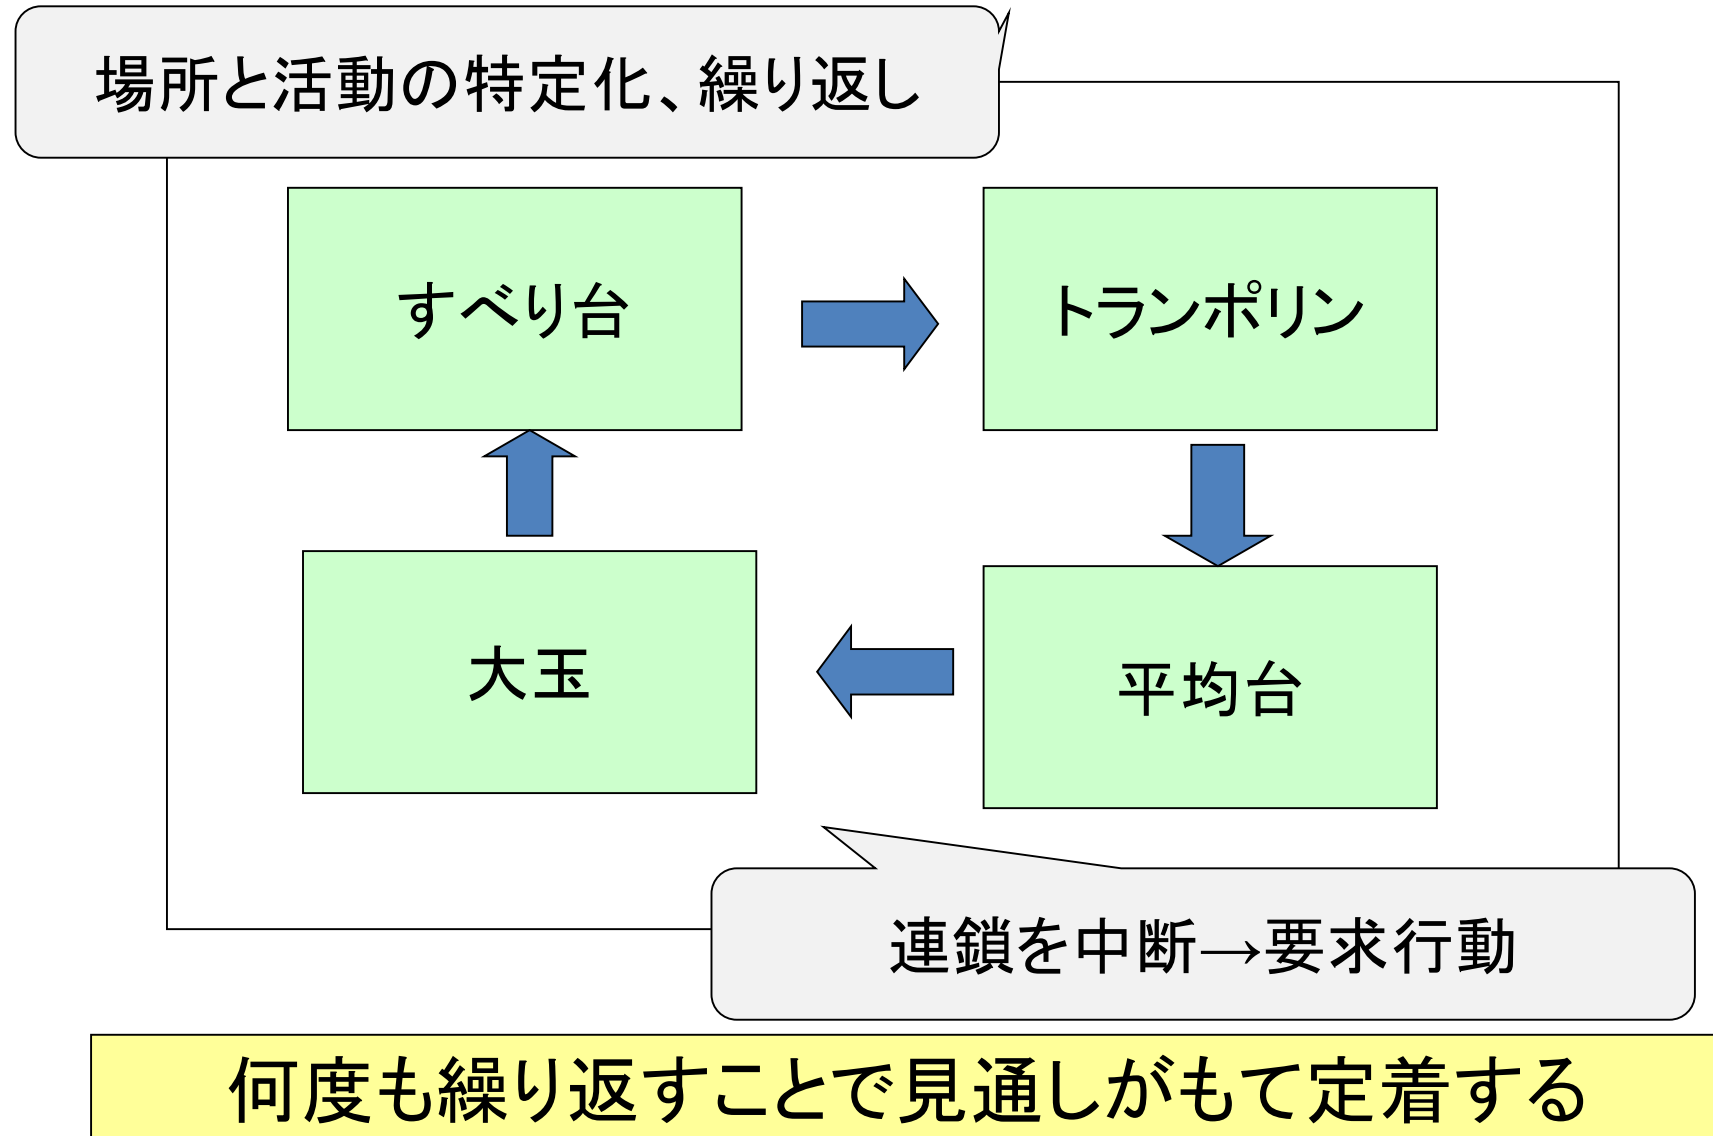 場所と活動の特定化、繰り返し
すべり台
トランポリン
大玉
平均台
連鎖を中断→要求行動
何度も繰り返すことで見通しがもて定着する